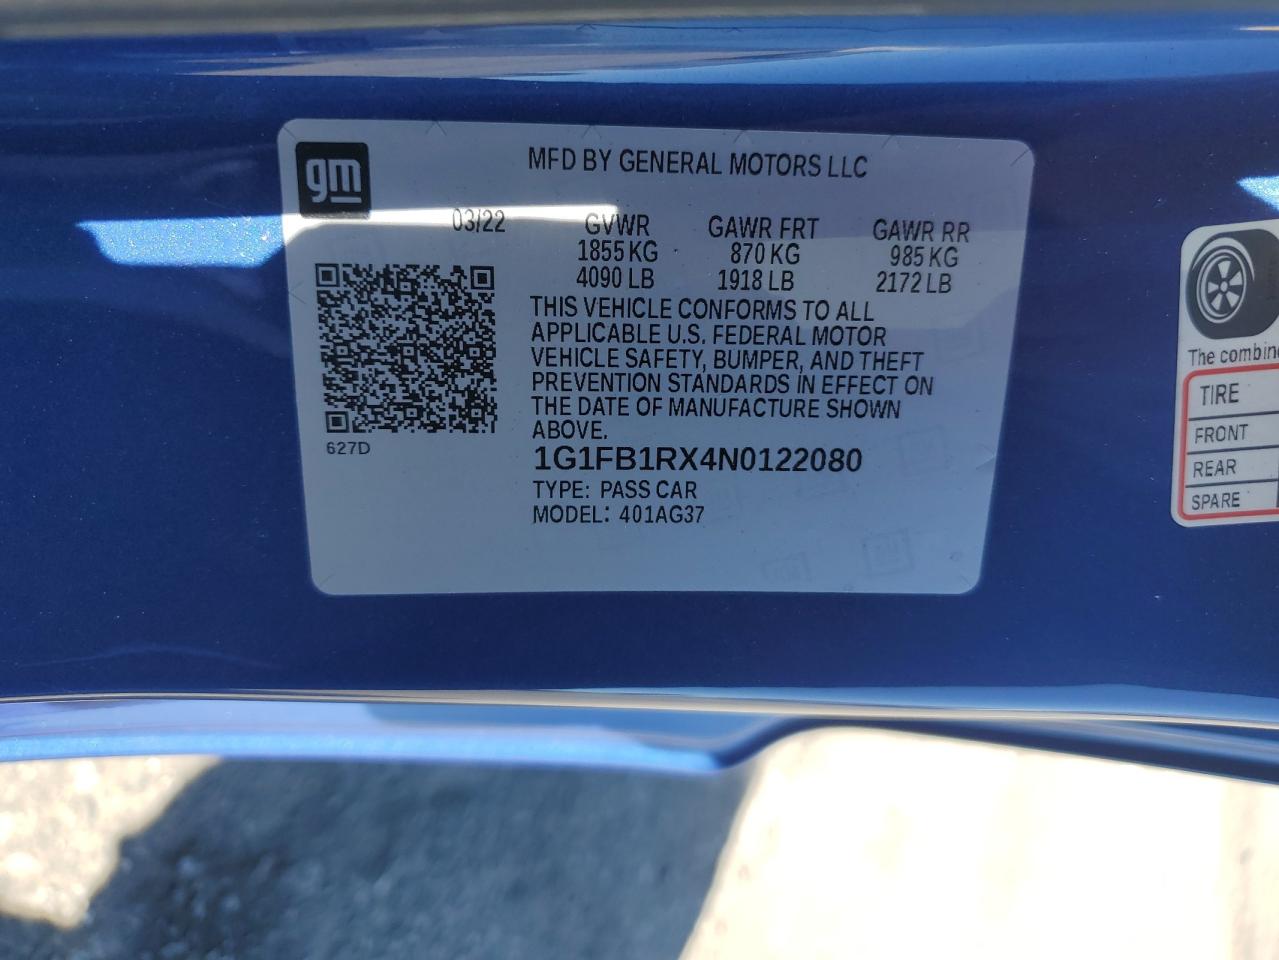 gm
MFD BY GENERAL MOTORS LLC
03/22 GVWR GAWR FRT GAWR RR
1855 KG 870 KG 985 KG
4090 LB 1918 LB 2172 LB
THIS VEHICLE CONFORMS TO ALL
APPLICABLE U.S. FEDERAL MOTOR
VEHICLE SAFETY, BUMPER, AND THEFT
PREVENTION STANDARDS IN EFFECT ON
THE DATE OF MANUFACTURE SHOWN
ABOVE.
627D
1G1FB1RX4N0122080
TYPE: PASS CAR
MODEL: 401AG37
The
TIRE
FRONT
REAR
SPARE